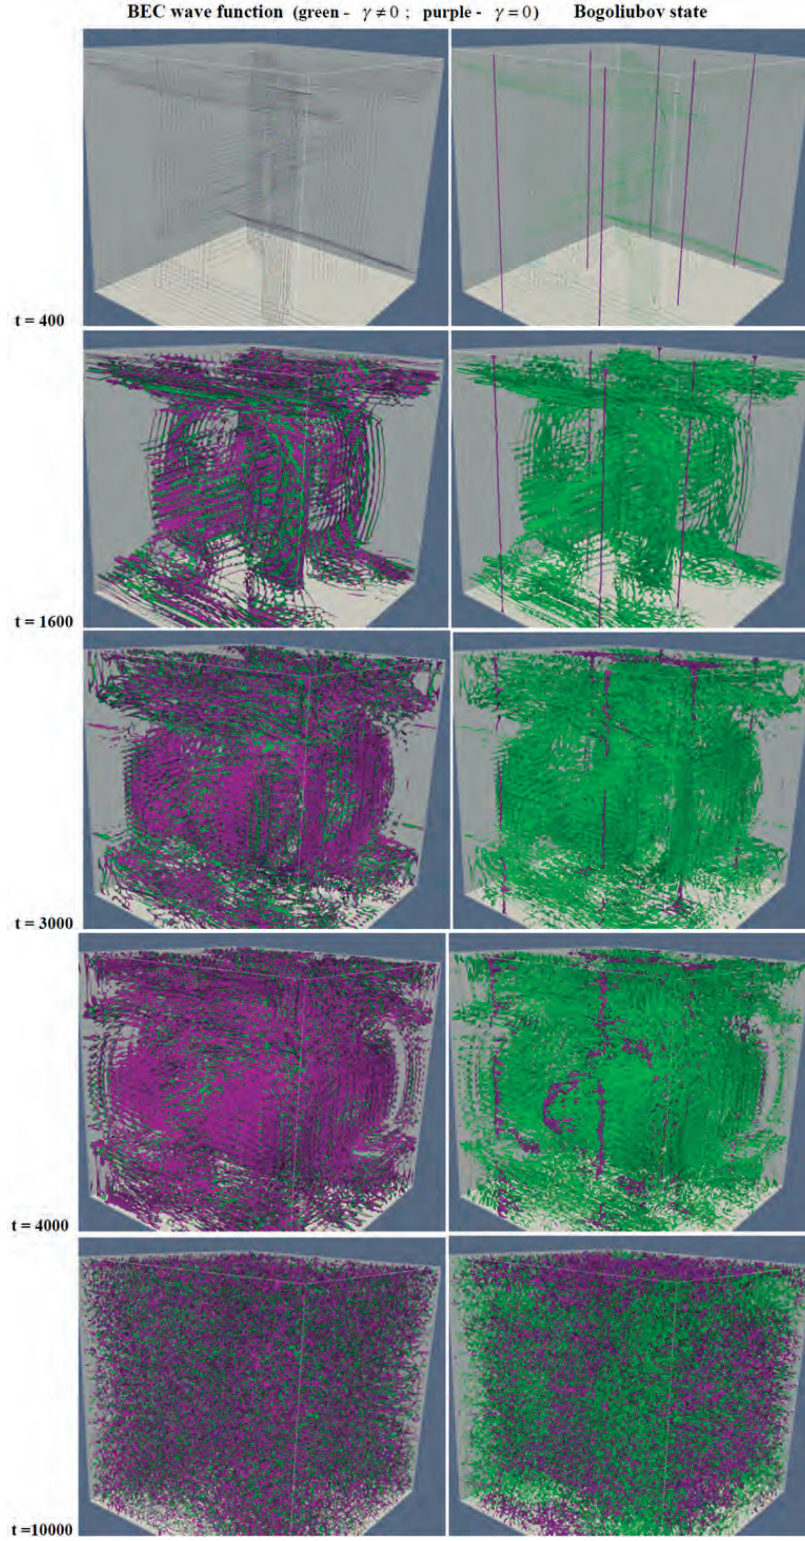 BEC wave function (green - γ ≠ 0 ; purple - γ = 0) Bogoliubov state
t = 400
t = 1600
t = 3000
t = 4000
t =10000